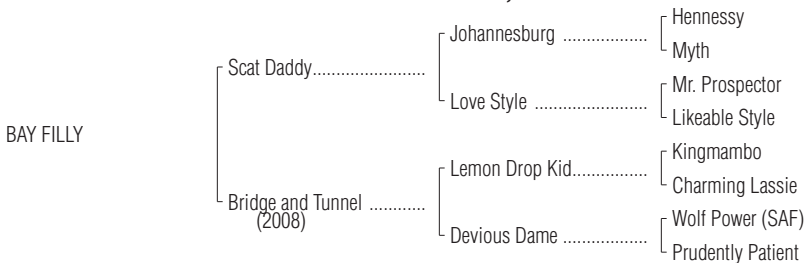 Hennessy
Johannesburg ..................
Myth
Scat Daddy........................
Mr. Prospector
Love Style ........................
Likeable Style
BAY FILLY
Kingmambo
Lemon Drop Kid................
Charming Lassie
Bridge and Tunnel ............
(2008)
Wolf Power (SAF)
Devious Dame ..................
Prudently Patient